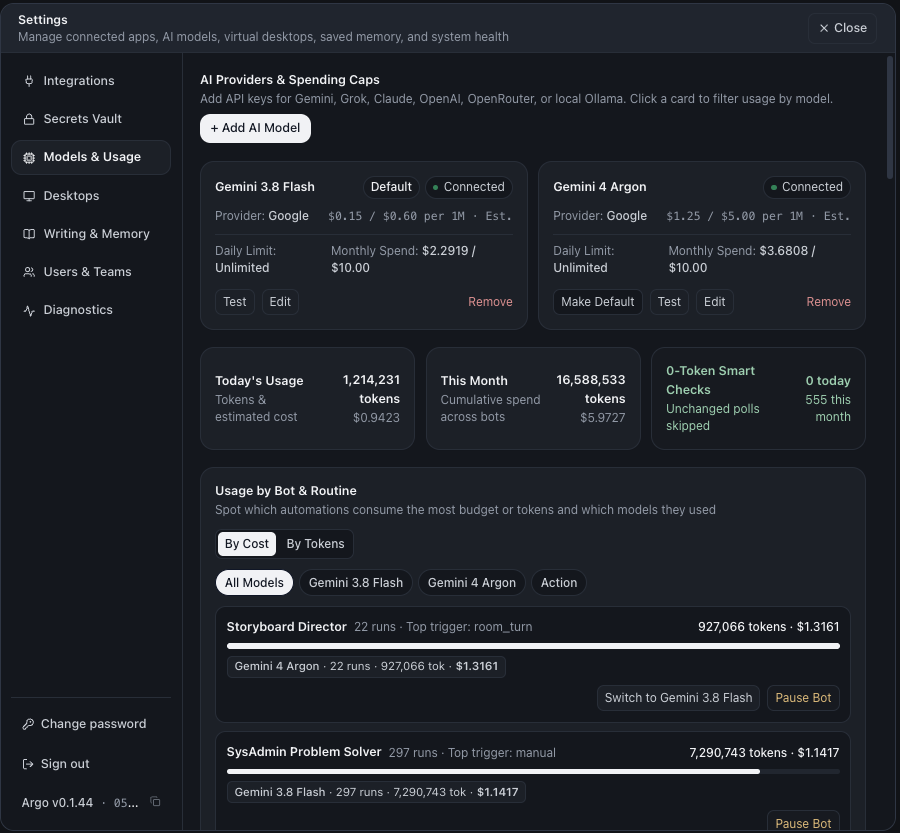 Settings
Manage connected apps, AI models, virtual desktops, saved memory, and system health
Close
Integrations
Secrets Vault
Models & Usage
Desktops
Writing & Memory
Users & Teams
Diagnostics
Change password
Sign out
Argo v0.1.44 · 05...
AI Providers & Spending Caps
Add API keys for Gemini, Grok, Claude, OpenAI, OpenRouter, or local Ollama. Click a card to filter usage by model.
+ Add AI Model
Gemini 3.8 Flash Default Connected
Provider: Google $0.15 / $0.60 per 1M · Est.
Daily Limit: Unlimited
Monthly Spend: $2.2919 / $10.00
Test Edit Remove
Gemini 4 Argon Connected
Provider: Google $1.25 / $5.00 per 1M · Est.
Daily Limit: Unlimited
Monthly Spend: $3.6808 / $10.00
Make Default Test Edit Remove
Today's Usage
Tokens & estimated cost
1,214,231 tokens
$0.9423
This Month
Cumulative spend across bots
16,588,533 tokens
$5.9727
0-Token Smart Checks
Unchanged polls skipped
0 today
555 this month
Usage by Bot & Routine
Spot which automations consume the most budget or tokens and which models they used
By Cost By Tokens
All Models Gemini 3.8 Flash Gemini 4 Argon Action
Storyboard Director 22 runs · Top trigger: room_turn 927,066 tokens · $1.3161
Gemini 4 Argon · 22 runs · 927,066 tok · $1.3161
Switch to Gemini 3.8 Flash Pause Bot
SysAdmin Problem Solver 297 runs · Top trigger: manual 7,290,743 tokens · $1.1417
Gemini 3.8 Flash · 297 runs · 7,290,743 tok · $1.1417
Pause Bot